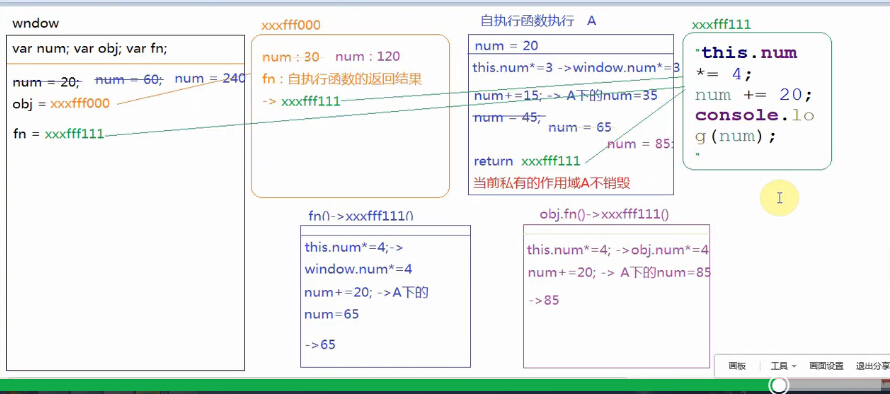 wndow
var num; var obj; var fn;
num = 20; num = 60; num = 240
obj = xxxfff000
fn = xxxfff111
xxxfff000
num : 30 num : 120
fn : 自执行函数的返回结果
-> xxxfff111
自执行函数执行 A
num = 20
this.num*=3 ->window.num*=3
num+=15; -> A下的num=35
num = 45; num = 65
num = 85;
return xxxfff111
当前私有的作用域A不销毁
xxxfff111
"this.num
*= 4;
num += 20;
console.lo
g(num);
"
fn()->xxxfff111()
this.num*=4;->
window.num*=4
num+=20; ->A下的
num=65
->65
obj.fn()->xxxfff111()
this.num*=4; ->obj.num*=4
num+=20; -> A下的num=85
->85
画板 工具 画面设置 退出分享